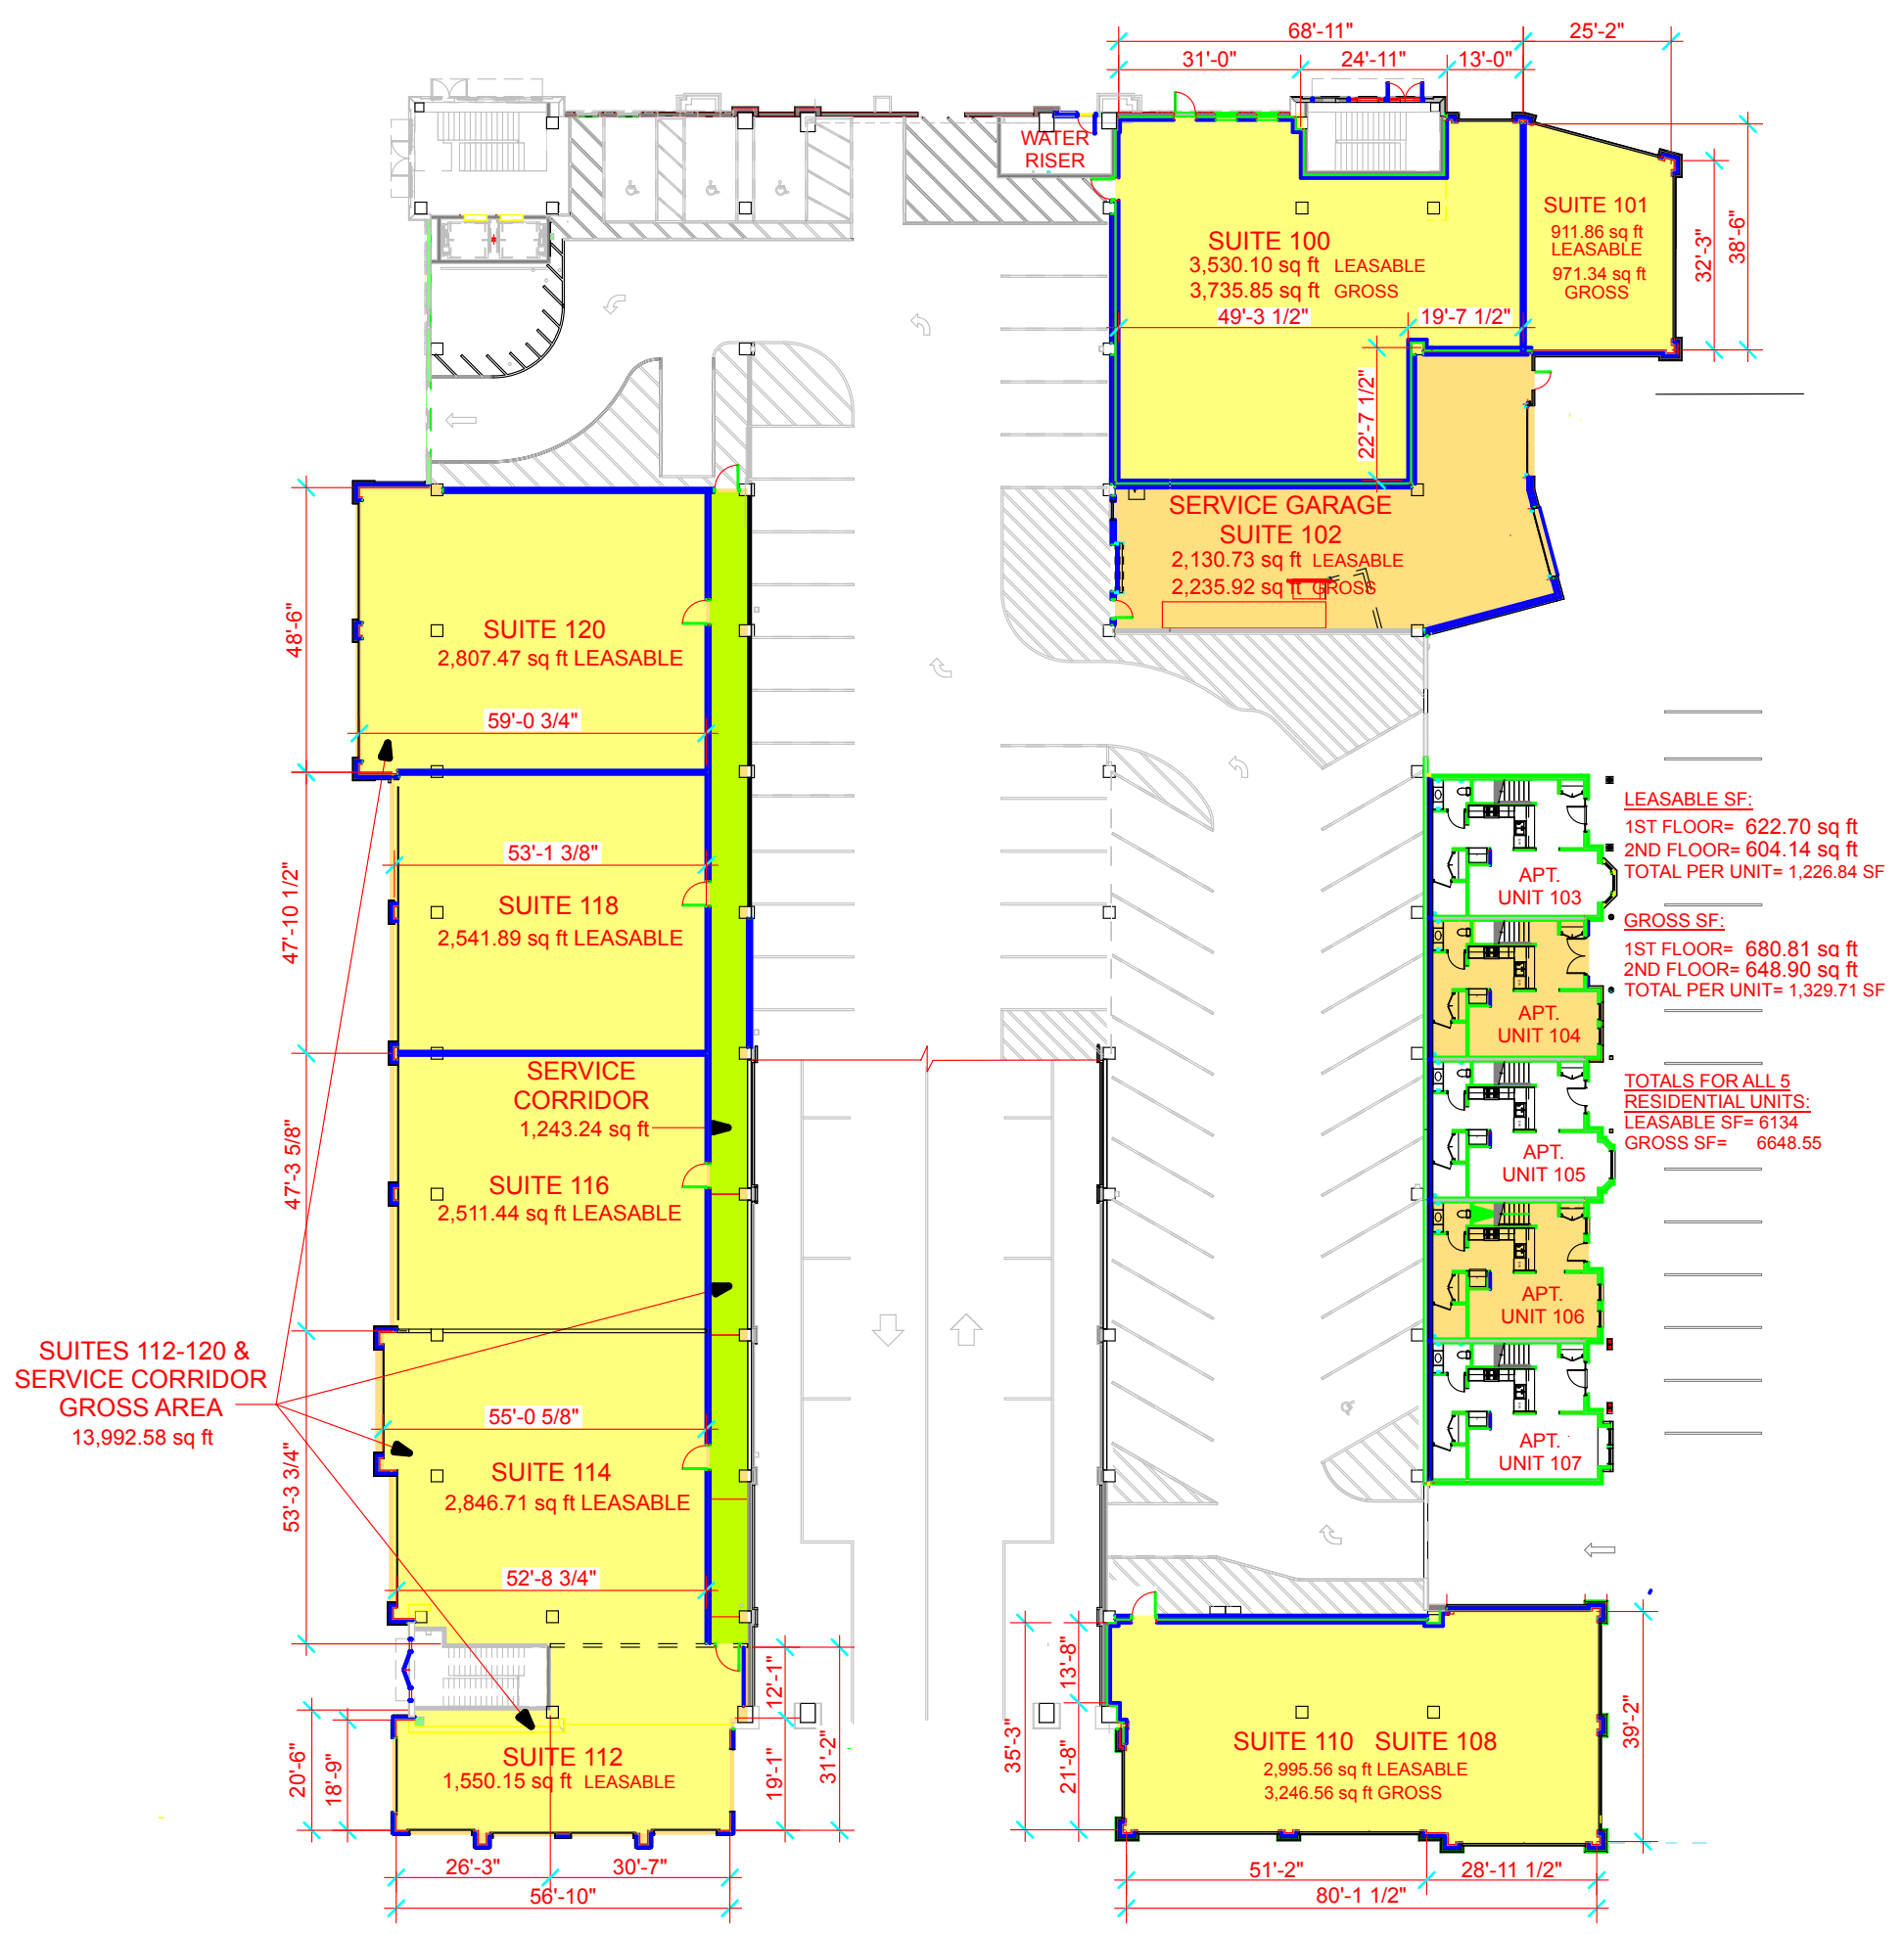 68'-11"
25'-2"
31'-0"
24'-11"
13'-0"
WATER
RISER
SUITE 100
3,530.10 sq ft LEASABLE
3,735.85 sq ft GROSS
49'-3 1/2"
19'-7 1/2"
22'-7 1/2"
SUITE 101
911.86 sq ft
LEASABLE
971.34 sq ft
GROSS
32'-3"
38'-6"
SERVICE GARAGE
SUITE 102
2,130.73 sq ft LEASABLE
2,235.92 sq ft GROSS
48'-6"
SUITE 120
2,807.47 sq ft LEASABLE
59'-0 3/4"
47'-10 1/2"
53'-1 3/8"
SUITE 118
2,541.89 sq ft LEASABLE
47'-3 5/8"
SERVICE
CORRIDOR
1,243.24 sq ft
SUITE 116
2,511.44 sq ft LEASABLE
SUITES 112-120 &
SERVICE CORRIDOR
GROSS AREA
13,992.58 sq ft
53'-3 3/4"
55'-0 5/8"
SUITE 114
2,846.71 sq ft LEASABLE
52'-8 3/4"
SUITE 112
1,550.15 sq ft LEASABLE
20'-6"
18'-9"
12'-1"
19'-1"
31'-2"
26'-3"
30'-7"
56'-10"
APT.
UNIT 103
APT.
UNIT 104
APT.
UNIT 105
APT.
UNIT 106
APT.
UNIT 107
LEASABLE SF:
1ST FLOOR= 622.70 sq ft
2ND FLOOR= 604.14 sq ft
TOTAL PER UNIT= 1,226.84 SF
GROSS SF:
1ST FLOOR= 680.81 sq ft
2ND FLOOR= 648.90 sq ft
TOTAL PER UNIT= 1,329.71 SF
TOTALS FOR ALL 5
RESIDENTIAL UNITS:
LEASABLE SF= 6134
GROSS SF= 6648.55
35'-3"
13'-8"
21'-8"
SUITE 110 SUITE 108
2,995.56 sq ft LEASABLE
3,246.56 sq ft GROSS
39'-2"
51'-2"
28'-11 1/2"
80'-1 1/2"